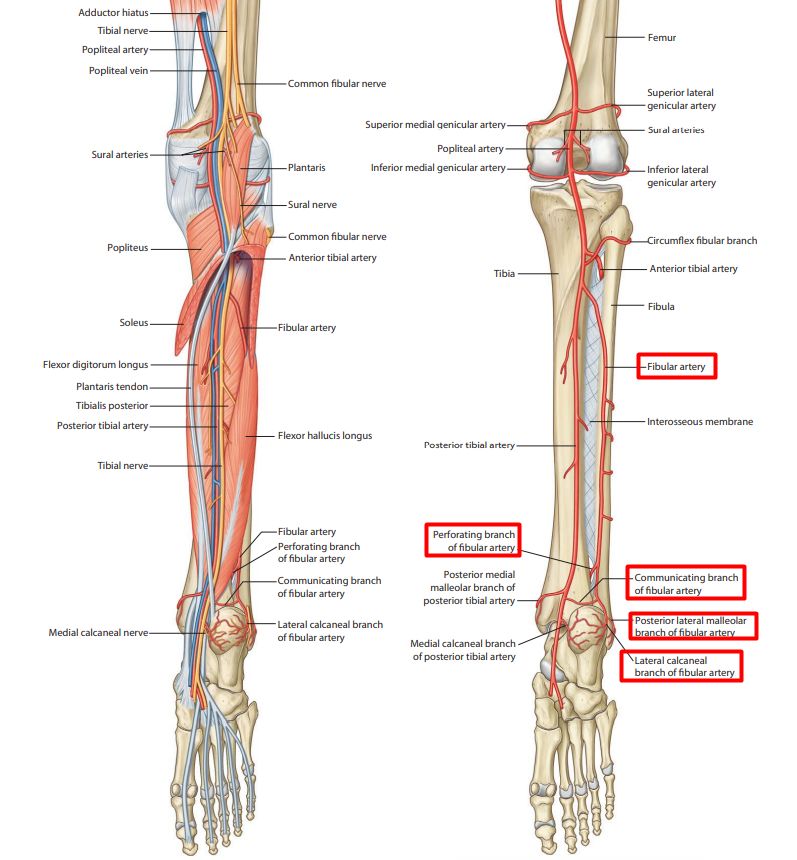 Adductor hiatus
Tibial nerve
Popliteal artery
Popliteal vein
Common fibular nerve
Sural arteries
Plantaris
Sural nerve
Popliteus
Common fibular nerve
Anterior tibial artery
Soleus
Fibular artery
Flexor digitorum longus
Plantaris tendon
Tibialis posterior
Posterior tibial artery
Flexor hallucis longus
Tibial nerve
Fibular artery
Perforating branch
of fibular artery
Communicating branch
of fibular artery
Medial calcaneal nerve
Lateral calcaneal branch
of fibular artery
Femur
Superior lateral
genicular artery
Superior medial genicular artery
Sural arteries
Popliteal artery
Inferior medial genicular artery
Inferior lateral
genicular artery
Circumflex fibular branch
Tibia
Anterior tibial artery
Fibula
Fibular artery
Interosseous membrane
Posterior tibial artery
Perforating branch
of fibular artery
Posterior medial
malleolar branch of
posterior tibial artery
Communicating branch
of fibular artery
Posterior lateral malleolar
branch of fibular artery
Medial calcaneal branch
of posterior tibial artery
Lateral calcaneal
branch of fibular artery